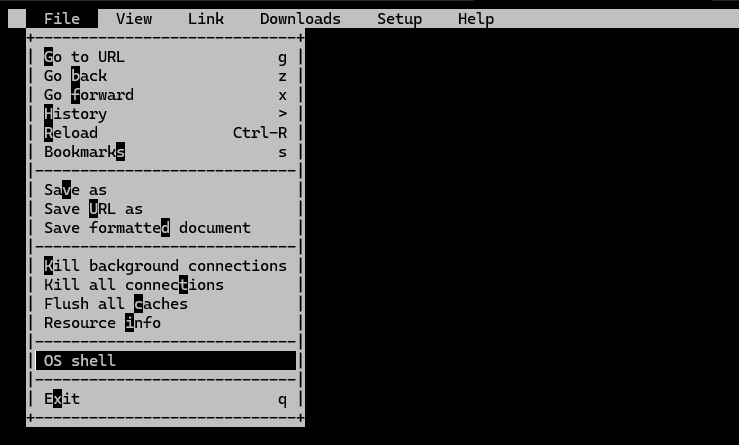 File View Link Downloads Setup Help
Go to URL g
Go back z
Go forward x
History >
Reload Ctrl-R
Bookmarks s
Save as
Save URL as
Save formatted document
Kill background connections
Kill all connections
Flush all caches
Resource info
OS shell
Exit q